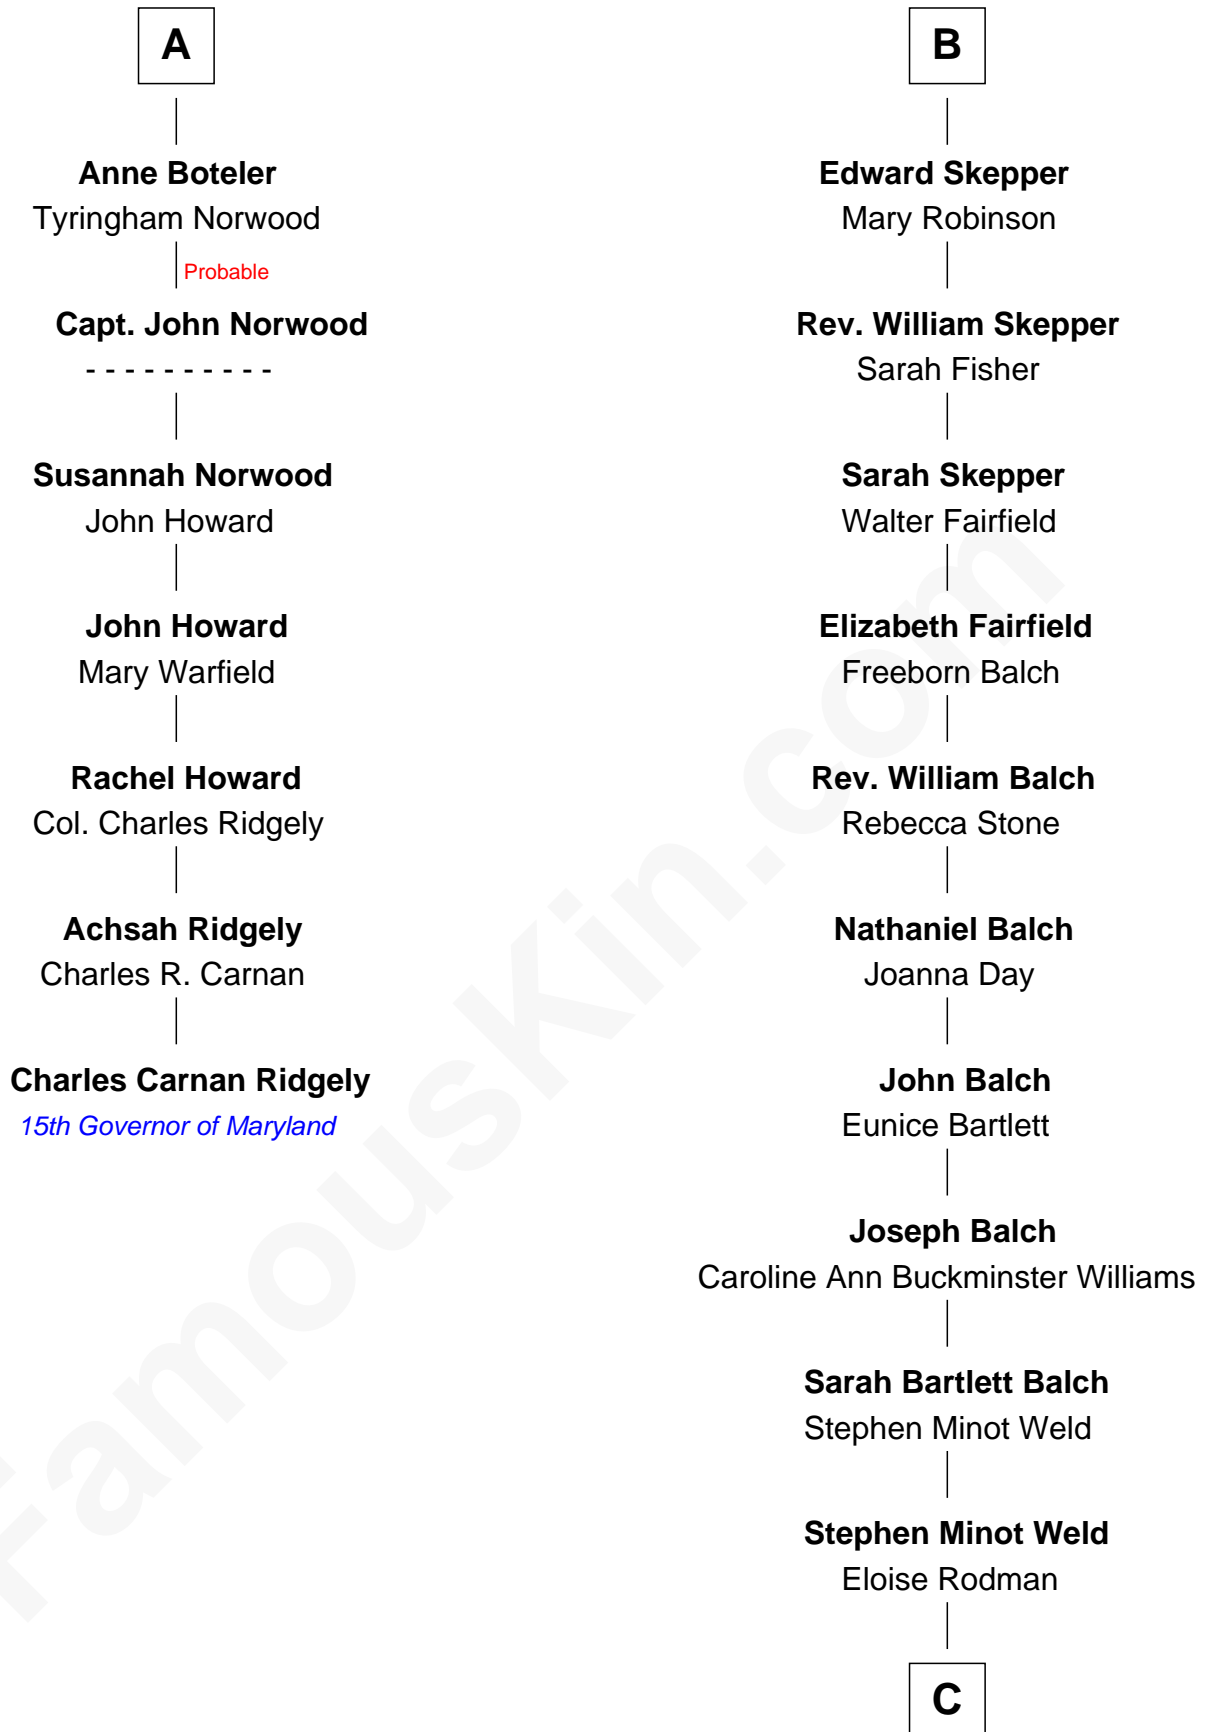 A
Anne Boteler
Tyringham Norwood
Probable
Capt. John Norwood
- - - - - - - - - -
Susannah Norwood
John Howard
John Howard
Mary Warfield
Rachel Howard
Col. Charles Ridgely
Achsah Ridgely
Charles R. Carnan
Charles Carnan Ridgely
15th Governor of Maryland
B
Edward Skepper
Mary Robinson
Rev. William Skepper
Sarah Fisher
Sarah Skepper
Walter Fairfield
Elizabeth Fairfield
Freeborn Balch
Rev. William Balch
Rebecca Stone
Nathaniel Balch
Joanna Day
John Balch
Eunice Bartlett
Joseph Balch
Caroline Ann Buckminster Williams
Sarah Bartlett Balch
Stephen Minot Weld
Stephen Minot Weld
Eloise Rodman
C
FamousKin.com